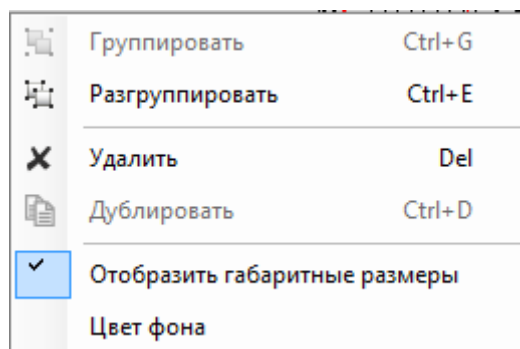 Группировать Ctrl+G
Разгруппировать Ctrl+E
Удалить Del
Дублировать Ctrl+D
Отобразить габаритные размеры
Цвет фона